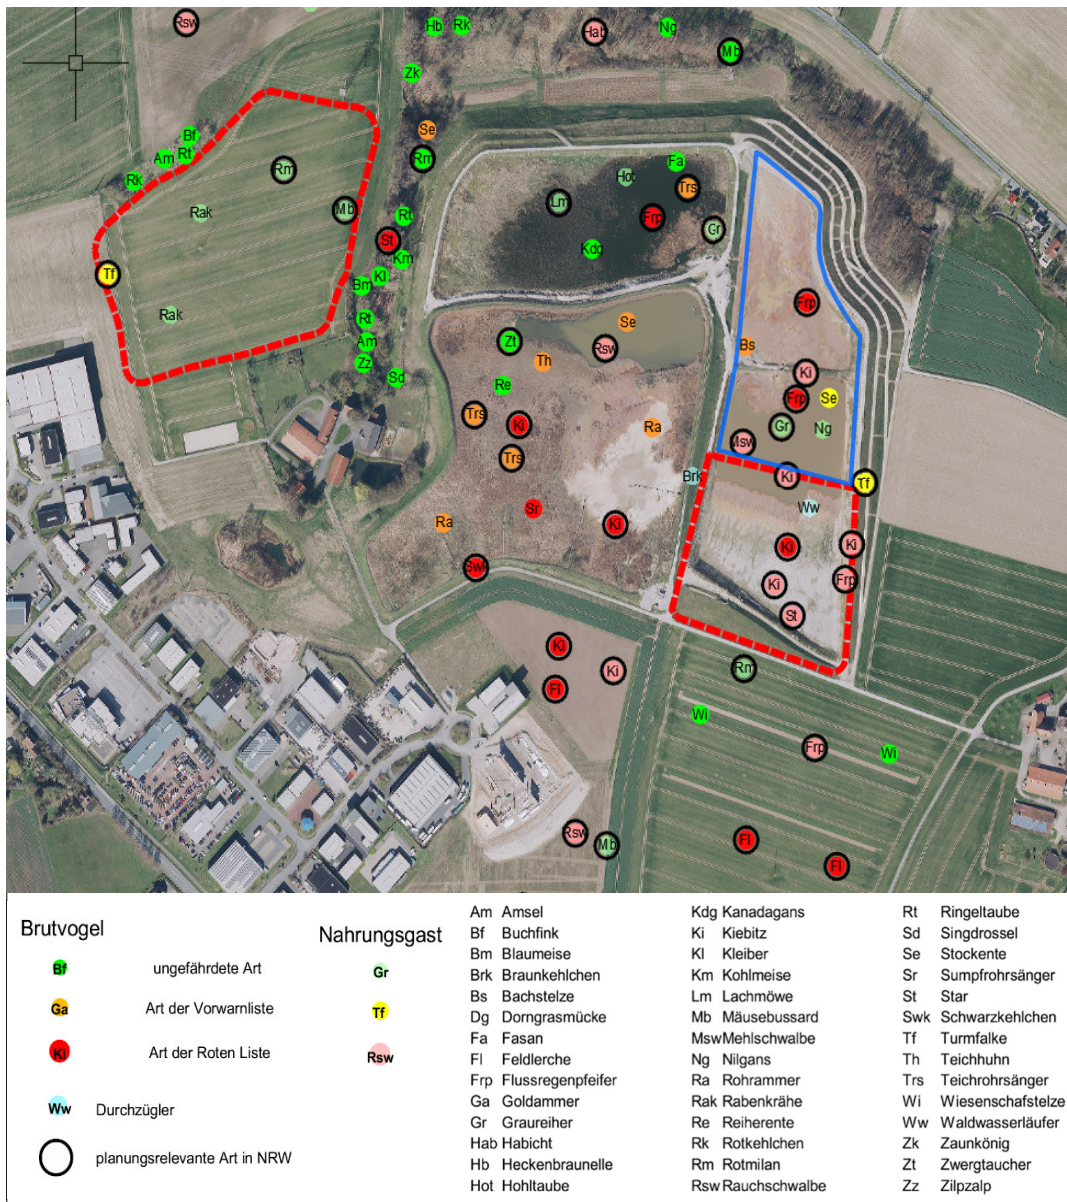 Rsw Hb Rk Hab Ng
Mb
Zk
Se
Bf
Am Rt Rm Fa
Rk Rm Hot Trs
Rak Mb Rt Lm Frp Gr
St
Km Kdg
Tf Kl
Bm Frp
Rak Rt Se
Am Zt Rsw Bs
Zz Th
Sd Re Ki
Frp Se
Trs Ki Ra Gr Ng
Msw
Trs
Brk Ki Tf
Sr Ww
Ra Ki
Ki Ki
Swk
Ki Frp
St
Ki
Ki Rm
Fl
Wi
Frp Wi
Rsw Mb Fl
Fl
Brutvogel
Nahrungsgast
Bf ungefährdete Art Gr
Ga Art der Vorwarnliste Tf
Ki Art der Roten Liste Rsw
Ww Durchzügler
planungsrelevante Art in NRW
Am Amsel
Bf Buchfink
Bm Blaumeise
Brk Braunkehlchen
Bs Bachstelze
Dg Dorngrasmücke
Fa Fasan
Fl Feldlerche
Frp Flussregenpfeifer
Ga Goldammer
Gr Graureiher
Hab Habicht
Hb Heckenbraunelle
Hot Hohltaube
Kdg Kanadagans
Ki Kiebitz
Kl Kleiber
Km Kohlmeise
Lm Lachmöwe
Mb Mäusebussard
Msw Mehlschwalbe
Ng Nilgans
Ra Rohrammer
Rak Rabenkrähe
Re Reiherente
Rk Rotkehlchen
Rm Rotmilan
Rsw Rauchschwalbe
Rt Ringeltaube
Sd Singdrossel
Se Stockente
Sr Sumpfrohrsänger
St Star
Swk Schwarzkehlchen
Tf Turmfalke
Th Teichhuhn
Trs Teichrohrsänger
Wi Wiesenschafstelze
Ww Waldwasserläufer
Zk Zaunkönig
Zt Zwergtaucher
Zz Zilpzalp